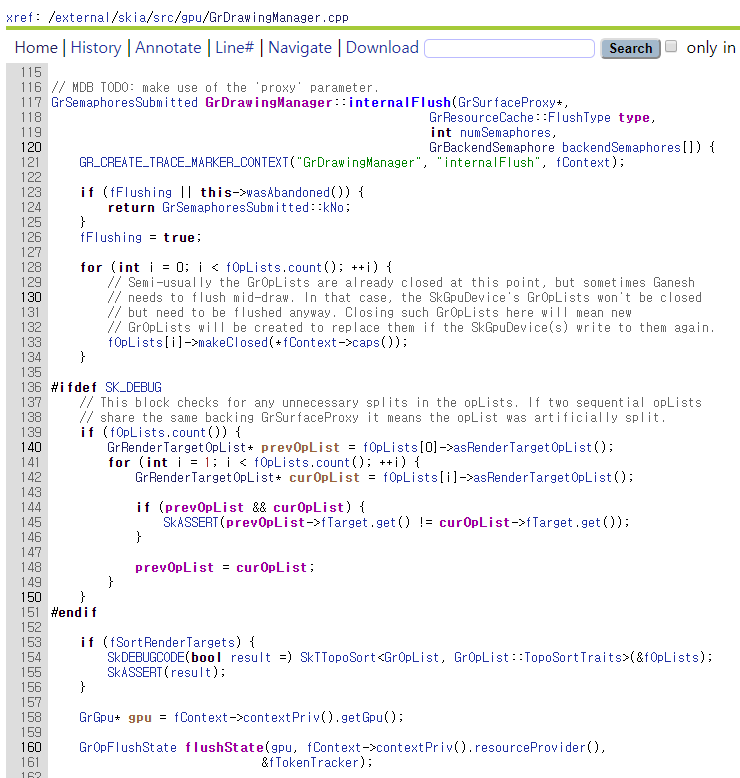 xref: /external/skia/src/gpu/GrDrawingManager.cpp
Home | History | Annotate | Line# | Navigate | Download Search only in
115
116 // MDB TODO: make use of the 'proxy' parameter.
117 GrSemaphoresSubmitted GrDrawingManager::internalFlush(GrSurfaceProxy*,
118 GrResourceCache::FlushType type,
119 int numSemaphores,
120 GrBackendSemaphore backendSemaphores[]) {
121 GR_CREATE_TRACE_MARKER_CONTEXT("GrDrawingManager", "internalFlush", fContext);
122
123 if (fFlushing || this->wasAbandoned()) {
124 return GrSemaphoresSubmitted::kNo;
125 }
126 fFlushing = true;
127
128 for (int i = 0; i < fOpLists.count(); ++i) {
129 // Semi-usually the GrOpLists are already closed at this point, but sometimes Ganesh
130 // needs to flush mid-draw. In that case, the SkGpuDevice's GrOpLists won't be closed
131 // but need to be flushed anyway. Closing such GrOpLists here will mean new
132 // GrOpLists will be created to replace them if the SkGpuDevice(s) write to them again.
133 fOpLists[i]->makeClosed(*fContext->caps());
134 }
135
136 #ifdef SK_DEBUG
137 // This block checks for any unnecessary splits in the opLists. If two sequential opLists
138 // share the same backing GrSurfaceProxy it means the opList was artificially split.
139 if (fOpLists.count()) {
140 GrRenderTargetOpList* prevOpList = fOpLists[0]->asRenderTargetOpList();
141 for (int i = 1; i < fOpLists.count(); ++i) {
142 GrRenderTargetOpList* curOpList = fOpLists[i]->asRenderTargetOpList();
143
144 if (prevOpList && curOpList) {
145 SkASSERT(prevOpList->fTarget.get() != curOpList->fTarget.get());
146 }
147
148 prevOpList = curOpList;
149 }
150 }
151 #endif
152
153 if (fSortRenderTargets) {
154 SkDEBUGCODE(bool result =) SkTTopoSort<GrOpList, GrOpList::TopoSortTraits>(&fOpLists);
155 SkASSERT(result);
156 }
157
158 GrGpu* gpu = fContext->contextPriv().getGpu();
159
160 GrOpFlushState flushState(gpu, fContext->contextPriv().resourceProvider(),
161 &fTokenTracker);
162